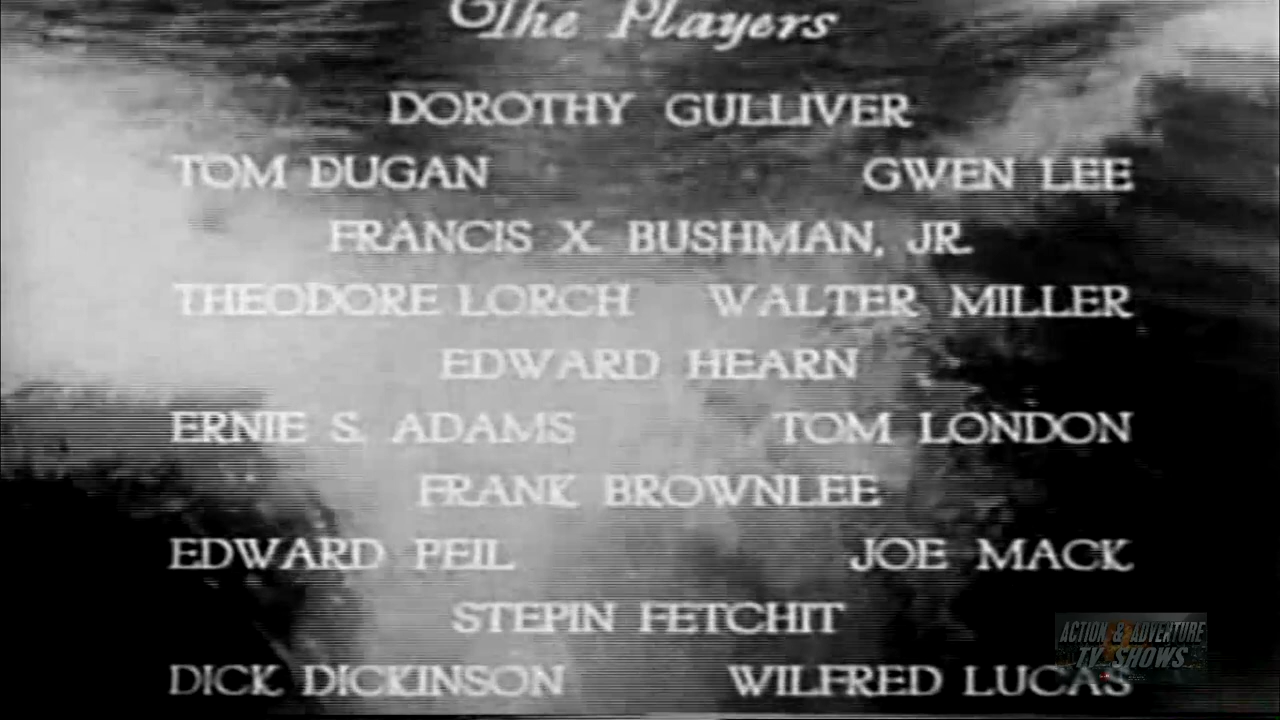 The Players
DOROTHY GULLIVER
TOM DUGAN GWEN LEE
FRANCIS X. BUSHMAN, JR.
THEODORE LORCH WALTER MILLER
EDWARD HEARN
ERNIE S. ADAMS TOM LONDON
FRANK BROWNLEE
EDWARD PEIL JOE MACK
STEPIN FETCHIT
DICK DICKINSON WILFRED LUCAS
ACTION & ADVENTURE
TV SHOWS